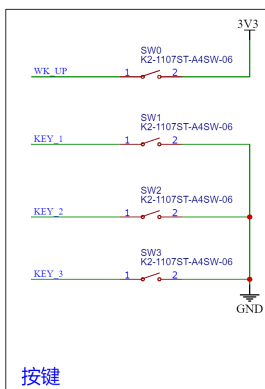 3V3
SW0
K2-1107ST-A4SW-06
WK_UP 1 2
SW1
K2-1107ST-A4SW-06
KEY_1 1 2
SW2
K2-1107ST-A4SW-06
KEY_2 1 2
SW3
K2-1107ST-A4SW-06
KEY_3 1 2
GND
按键